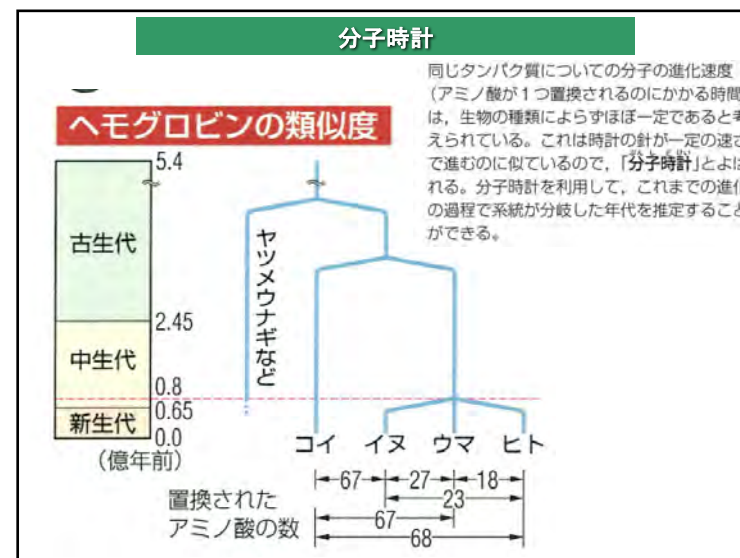 分子時計
同じタンパク質についての分子の進化速度
(アミノ酸が1つ置換されるのにかかる時間
は，生物の種類によらずほぼ一定であると考
えられている。これは時計の針が一定の速さ
で進むのに似ているので，「分子時計」とよば
れる。分子時計を利用して，これまでの進化
の過程で系統が分岐した年代を推定すること
ができる。
ヘモグロビンの類似度
5.4
古生代
2.45
中生代
0.8
0.65
新生代
0.0
(億年前)
ヤツメウナギなど
コイ イヌ ウマ ヒト
67 27 18
23
67
68
置換された
アミノ酸の数